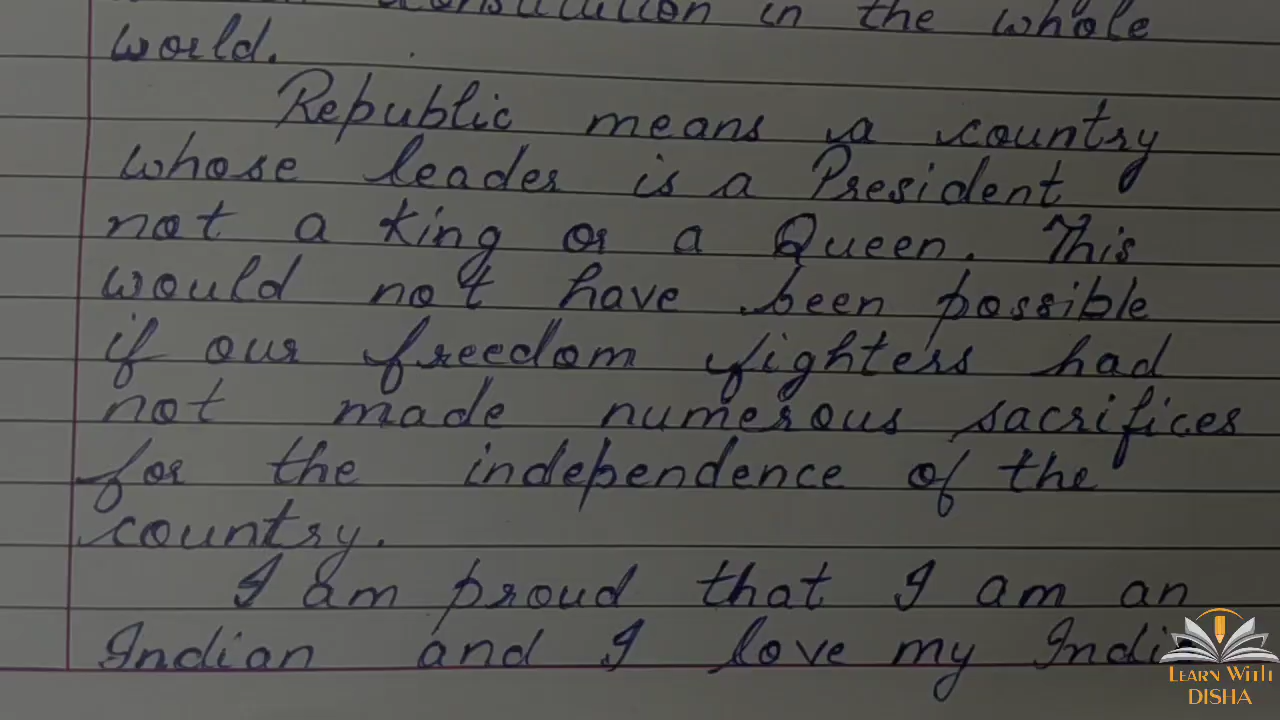 constitution in the whole
world.
Republic means a country
whose leader is a President
not a king or a Queen. This
would not have been possible
if our freedom fighters had
not made numerous sacrifices
for the independence of the
country.
I am proud that I am an
Indian and I love my Indi
LEARN WITH
DISHA